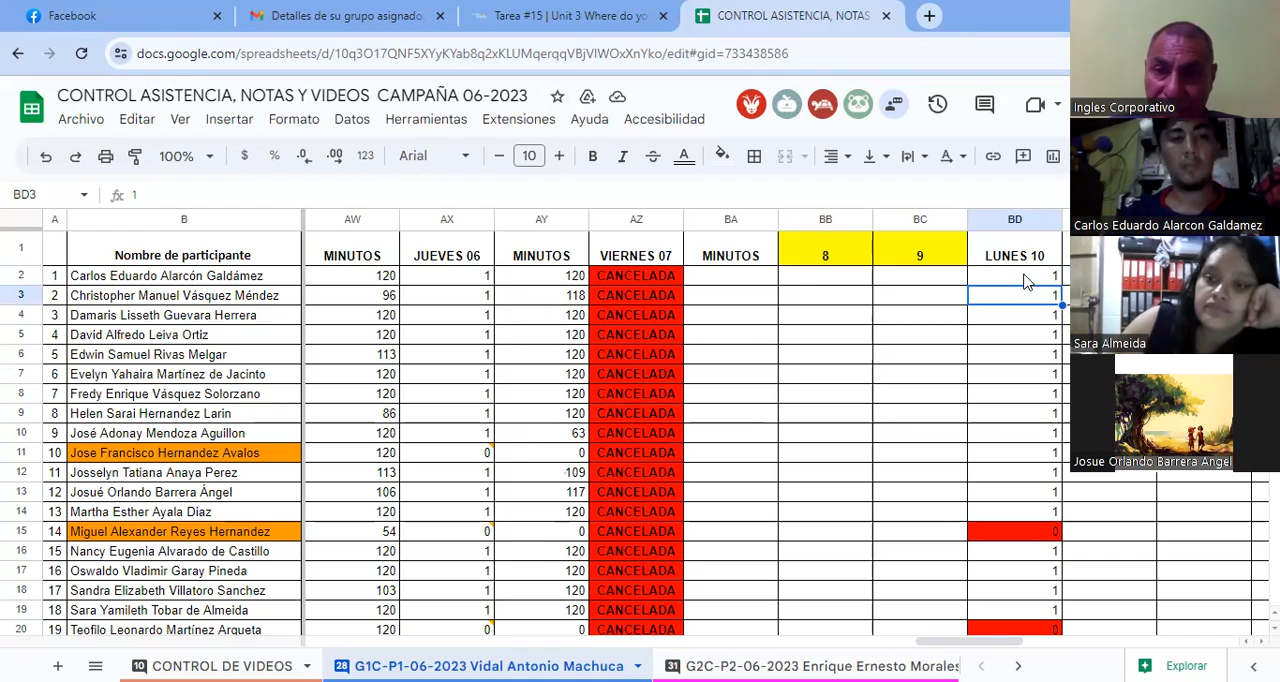 Facebook
Detalles de su grupo asignado
Tarea #15 | Unit 3 Where do yo
CONTROL ASISTENCIA, NOTAS
docs.google.com/spreadsheets/d/10q3O17QNF5XYyKYab8q2xKLUMqerqqVBjVIWOxXnYko/edit#gid=733438586
CONTROL ASISTENCIA, NOTAS Y VIDEOS CAMPAÑA 06-2023
Archivo Editar Ver Insertar Formato Datos Herramientas Extensiones Ayuda Accesibilidad
100% $ % .0 .00 123 Arial 10 B I A
BD3 fx 1
A B AW AX AY AZ BA BB BC BD
1 Nombre de participante MINUTOS JUEVES 06 MINUTOS VIERNES 07 MINUTOS 8 9 LUNES 10
2 1 Carlos Eduardo Alarcón Galdámez 120 1 120 CANCELADA 1
3 2 Christopher Manuel Vásquez Méndez 96 1 118 CANCELADA 1
4 3 Damaris Lisseth Guevara Herrera 120 1 120 CANCELADA 1
5 4 David Alfredo Leiva Ortiz 120 1 120 CANCELADA 1
6 5 Edwin Samuel Rivas Melgar 113 1 120 CANCELADA 1
7 6 Evelyn Yahaira Martínez de Jacinto 120 1 120 CANCELADA 1
8 7 Fredy Enrique Vásquez Solorzano 120 1 120 CANCELADA 1
9 8 Helen Sarai Hernandez Larin 86 1 120 CANCELADA 1
10 9 José Adonay Mendoza Aguillon 120 1 63 CANCELADA 1
11 10 Jose Francisco Hernandez Avalos 120 0 0 CANCELADA 1
12 11 Josselyn Tatiana Anaya Perez 113 1 109 CANCELADA 1
13 12 Josué Orlando Barrera Ángel 106 1 117 CANCELADA 1
14 13 Martha Esther Ayala Diaz 120 1 120 CANCELADA 1
15 14 Miguel Alexander Reyes Hernandez 54 0 0 CANCELADA 0
16 15 Nancy Eugenia Alvarado de Castillo 120 1 120 CANCELADA 1
17 16 Oswaldo Vladimir Garay Pineda 120 1 120 CANCELADA 1
18 17 Sandra Elizabeth Villatoro Sanchez 103 1 120 CANCELADA 1
19 18 Sara Yamileth Tobar de Almeida 120 1 120 CANCELADA 1
20 19 Teofilo Leonardo Martínez Argueta 120 0 0 CANCELADA 0
10 CONTROL DE VIDEOS 28 G1C-P1-06-2023 Vidal Antonio Machuca 31 G2C-P2-06-2023 Enrique Ernesto Morales Explorar
Ingles Corporativo
Carlos Eduardo Alarcon Galdamez
Sara Almeida
Josue Orlando Barrera Angel